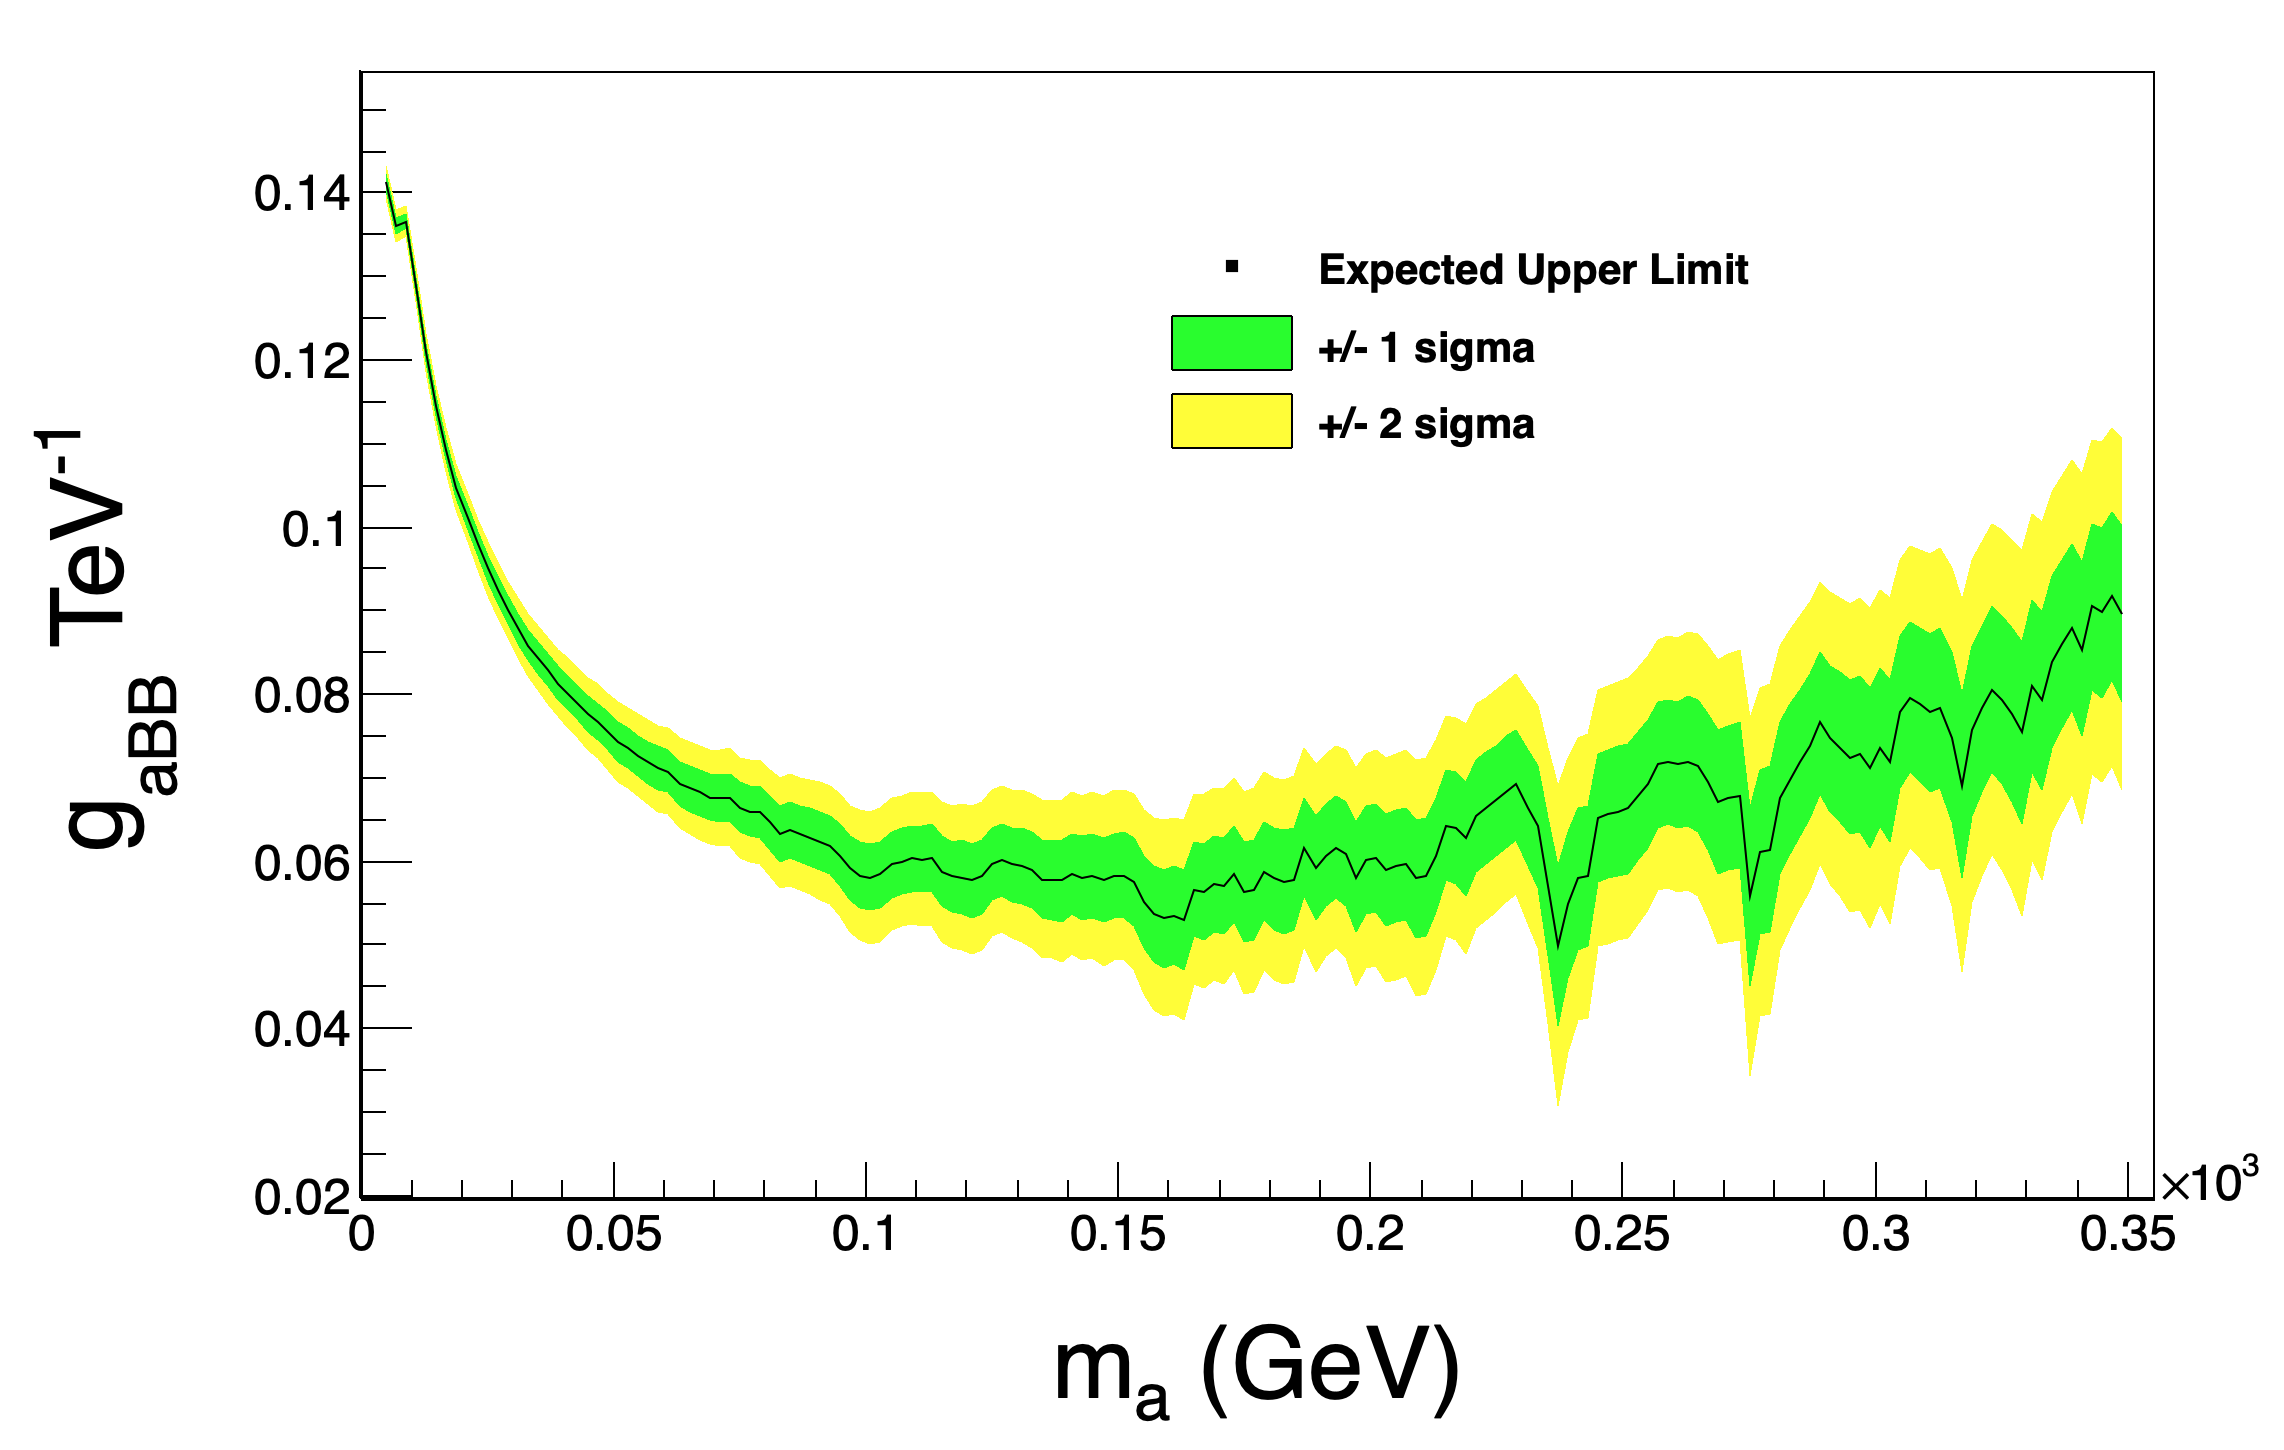 g_aBB TeV^-1
0.14
0.12
0.1
0.08
0.06
0.04
0.02
Expected Upper Limit
+/- 1 sigma
+/- 2 sigma
0 0.05 0.1 0.15 0.2 0.25 0.3 0.35
×10³
m_a (GeV)